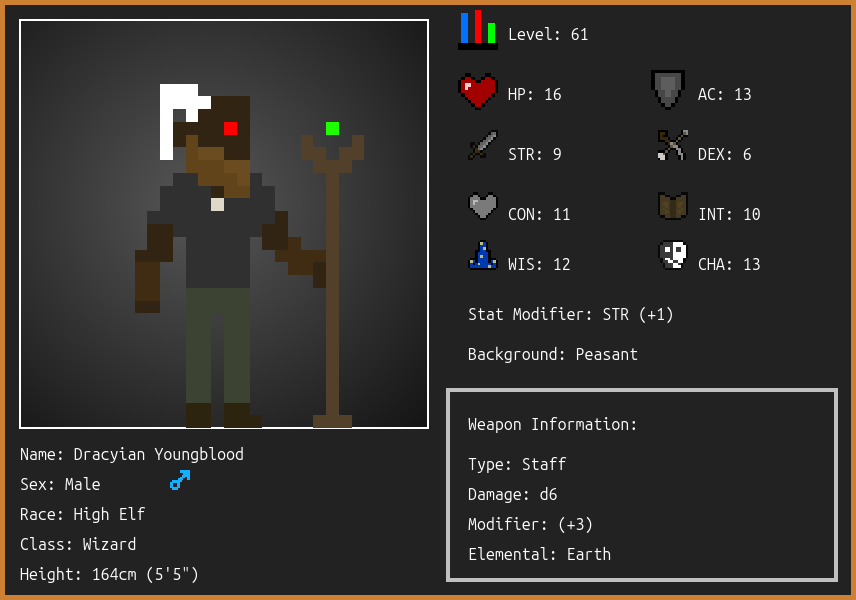 Level: 61
HP: 16
AC: 13
STR: 9
DEX: 6
CON: 11
INT: 10
WIS: 12
CHA: 13
Stat Modifier: STR (+1)
Background: Peasant
Weapon Information:
Type: Staff
Damage: d6
Modifier: (+3)
Elemental: Earth
Name: Dracyian Youngblood
Sex: Male
Race: High Elf
Class: Wizard
Height: 164cm (5'5")